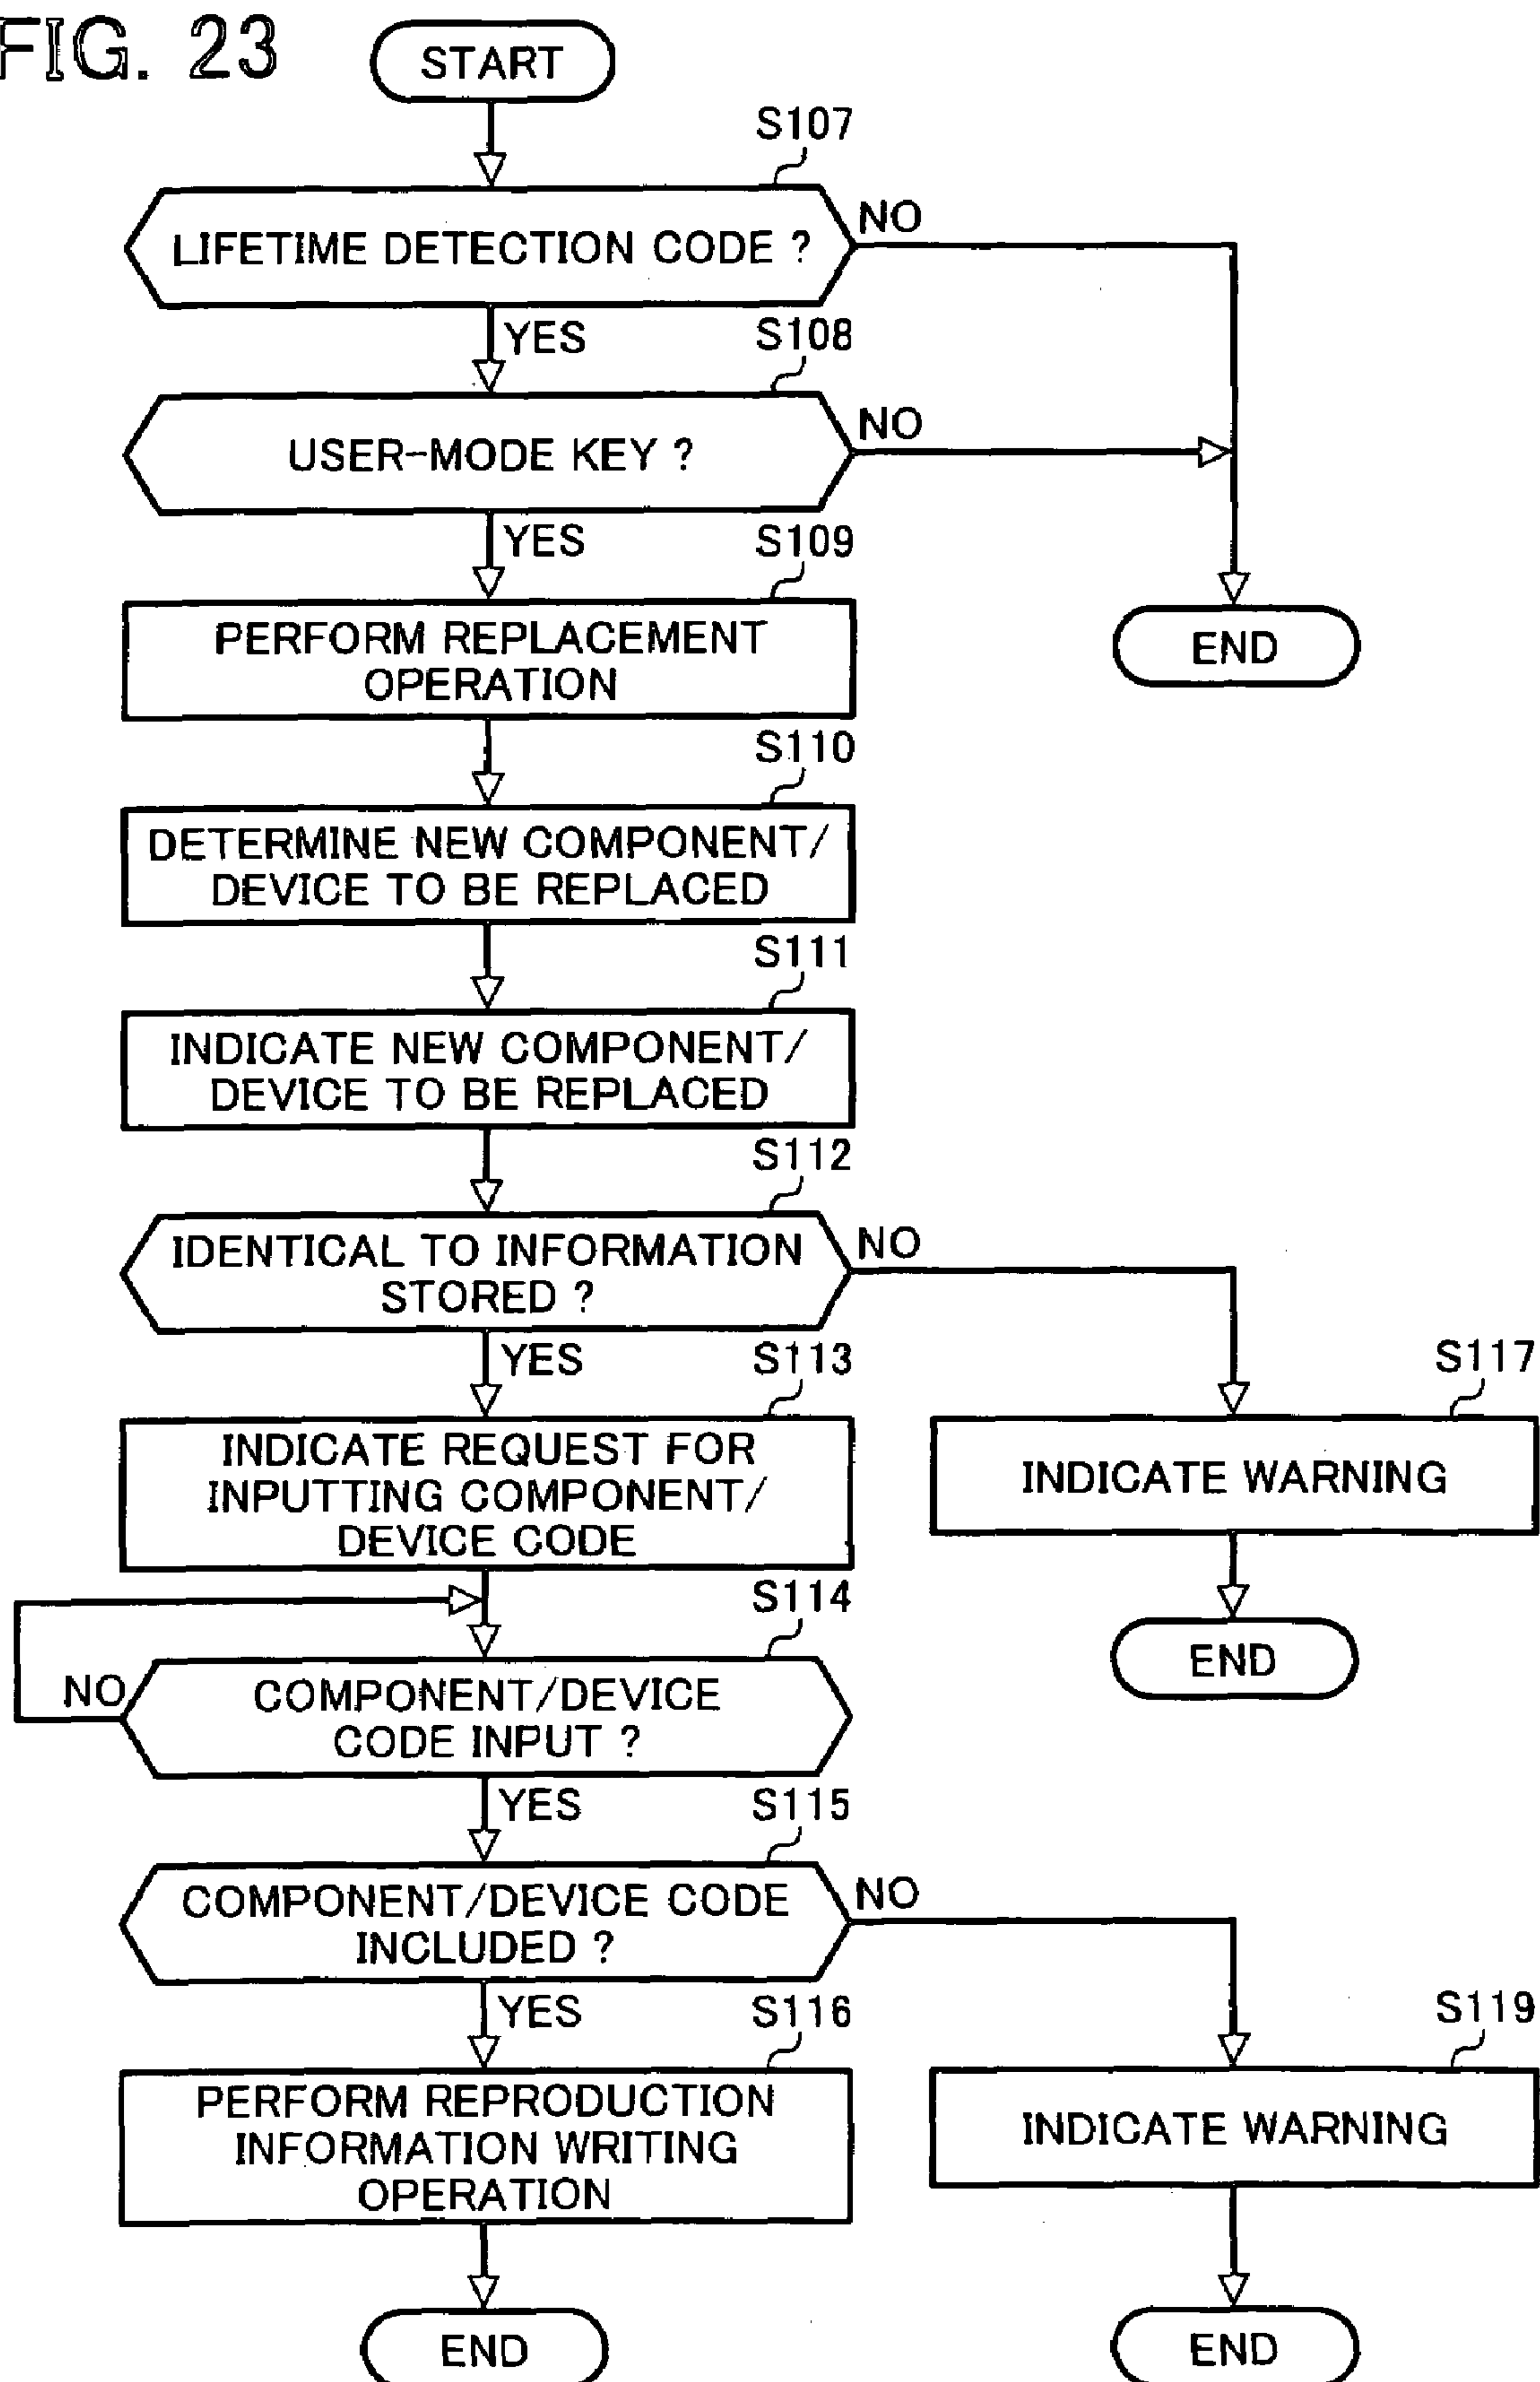 FIG. 23
START
S107
LIFETIME DETECTION CODE ?
NO
YES
S108
USER-MODE KEY ?
NO
YES
S109
PERFORM REPLACEMENT
OPERATION
END
S110
DETERMINE NEW COMPONENT/
DEVICE TO BE REPLACED
S111
INDICATE NEW COMPONENT/
DEVICE TO BE REPLACED
S112
IDENTICAL TO INFORMATION
STORED ?
NO
YES
S113
INDICATE REQUEST FOR
INPUTTING COMPONENT/
DEVICE CODE
S117
INDICATE WARNING
END
S114
NO
COMPONENT/DEVICE
CODE INPUT ?
YES
S115
COMPONENT/DEVICE CODE
INCLUDED ?
NO
YES
S116
PERFORM REPRODUCTION
INFORMATION WRITING
OPERATION
S119
INDICATE WARNING
END
END